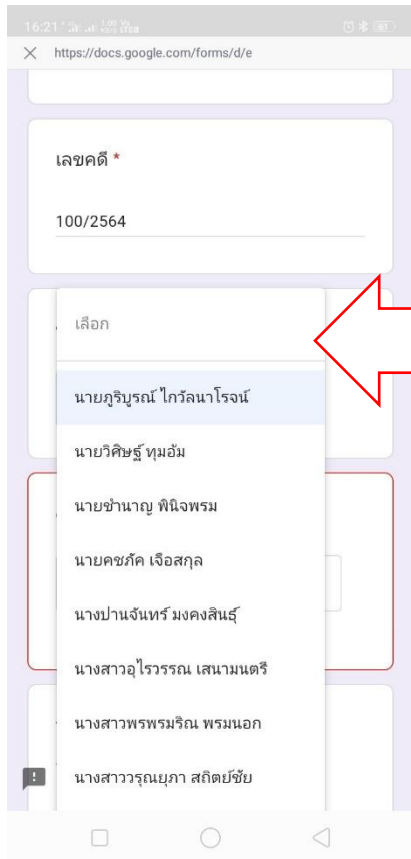 16:21
https://docs.google.com/forms/d/e
เลขคดี *
100/2564
เลือก
นายภูริบูรณ์ ไกวัลนาโรจน์
นายวิศิษฐ์ ทุมอัม
นายชำนาญ พินิจพรม
นายคชภัค เจือสกุล
นางปานจันทร์ มงคงสินธุ์
นางสาวอุไรวรรณ เสนามนตรี
นางสาวพรพรมริณ พรมนอก
นางสาววรุณยุภา สถิตย์ชัย